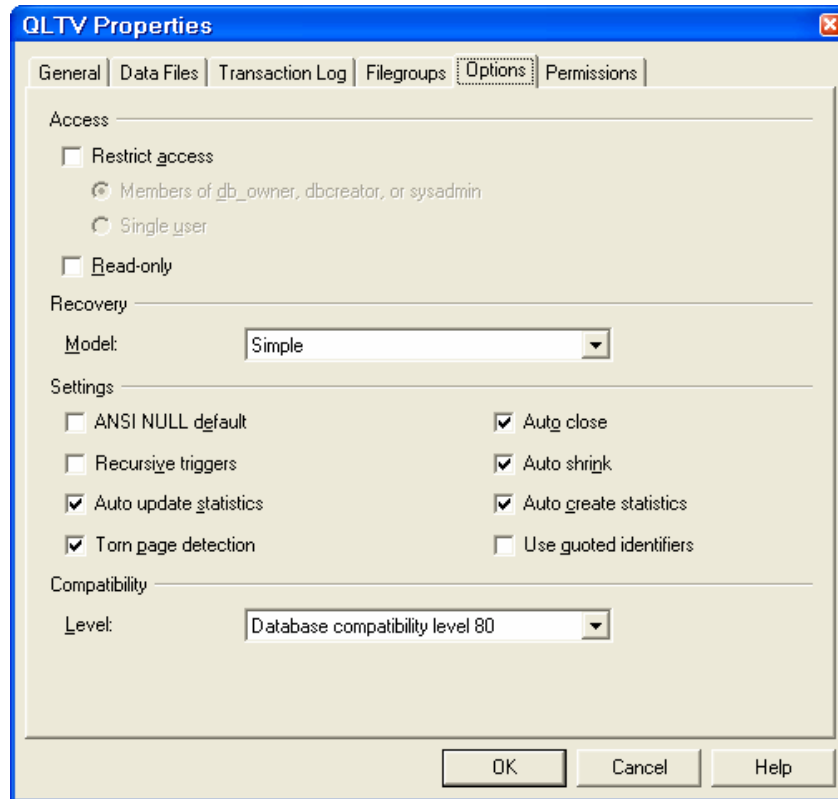 QLTV Properties
General Data Files Transaction Log Filegroups Options Permissions
Access
Restrict access
Members of db_owner, dbcreator, or sysadmin
Single user
Read-only
Recovery
Model: Simple
Settings
ANSI NULL default Auto close
Recursive triggers Auto shrink
Auto update statistics Auto create statistics
Torn page detection Use quoted identifiers
Compatibility
Level: Database compatibility level 80
OK Cancel Help